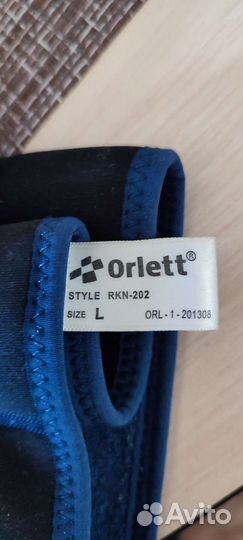 Orlett®
STYLE RKN-202
SIZE L ORL-1-201308
Avito